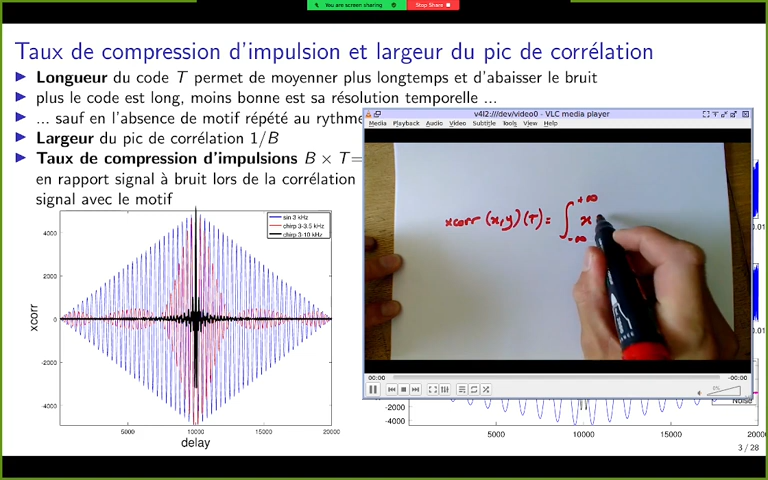 You are screen sharing
Stop Share
Taux de compression d'impulsion et largeur du pic de corrélation
Longueur du code T permet de moyenner plus longtemps et d'abaisser le bruit
plus le code est long, moins bonne est sa résolution temporelle ...
... sauf en l'absence de motif répété au rythme
Largeur du pic de corrélation 1/B
Taux de compression d'impulsions B × T=
en rapport signal à bruit lors de la corrélation
signal avec le motif
v4l2:///dev/video0 - VLC media player
Media Playback Audio Video Subtitle Tools View Help
xcorr (x,y)(τ) = ∫
+∞
-∞
x
00:00
-00:00
0%
sin 3 kHz
chirp 3-3.5 kHz
chirp 3-10 kHz
4000
2000
0
-2000
-4000
xcorr
5000 10000 15000 20000
delay
-2000
-4000
5000 10000 15000 2000
Noise
3 / 28